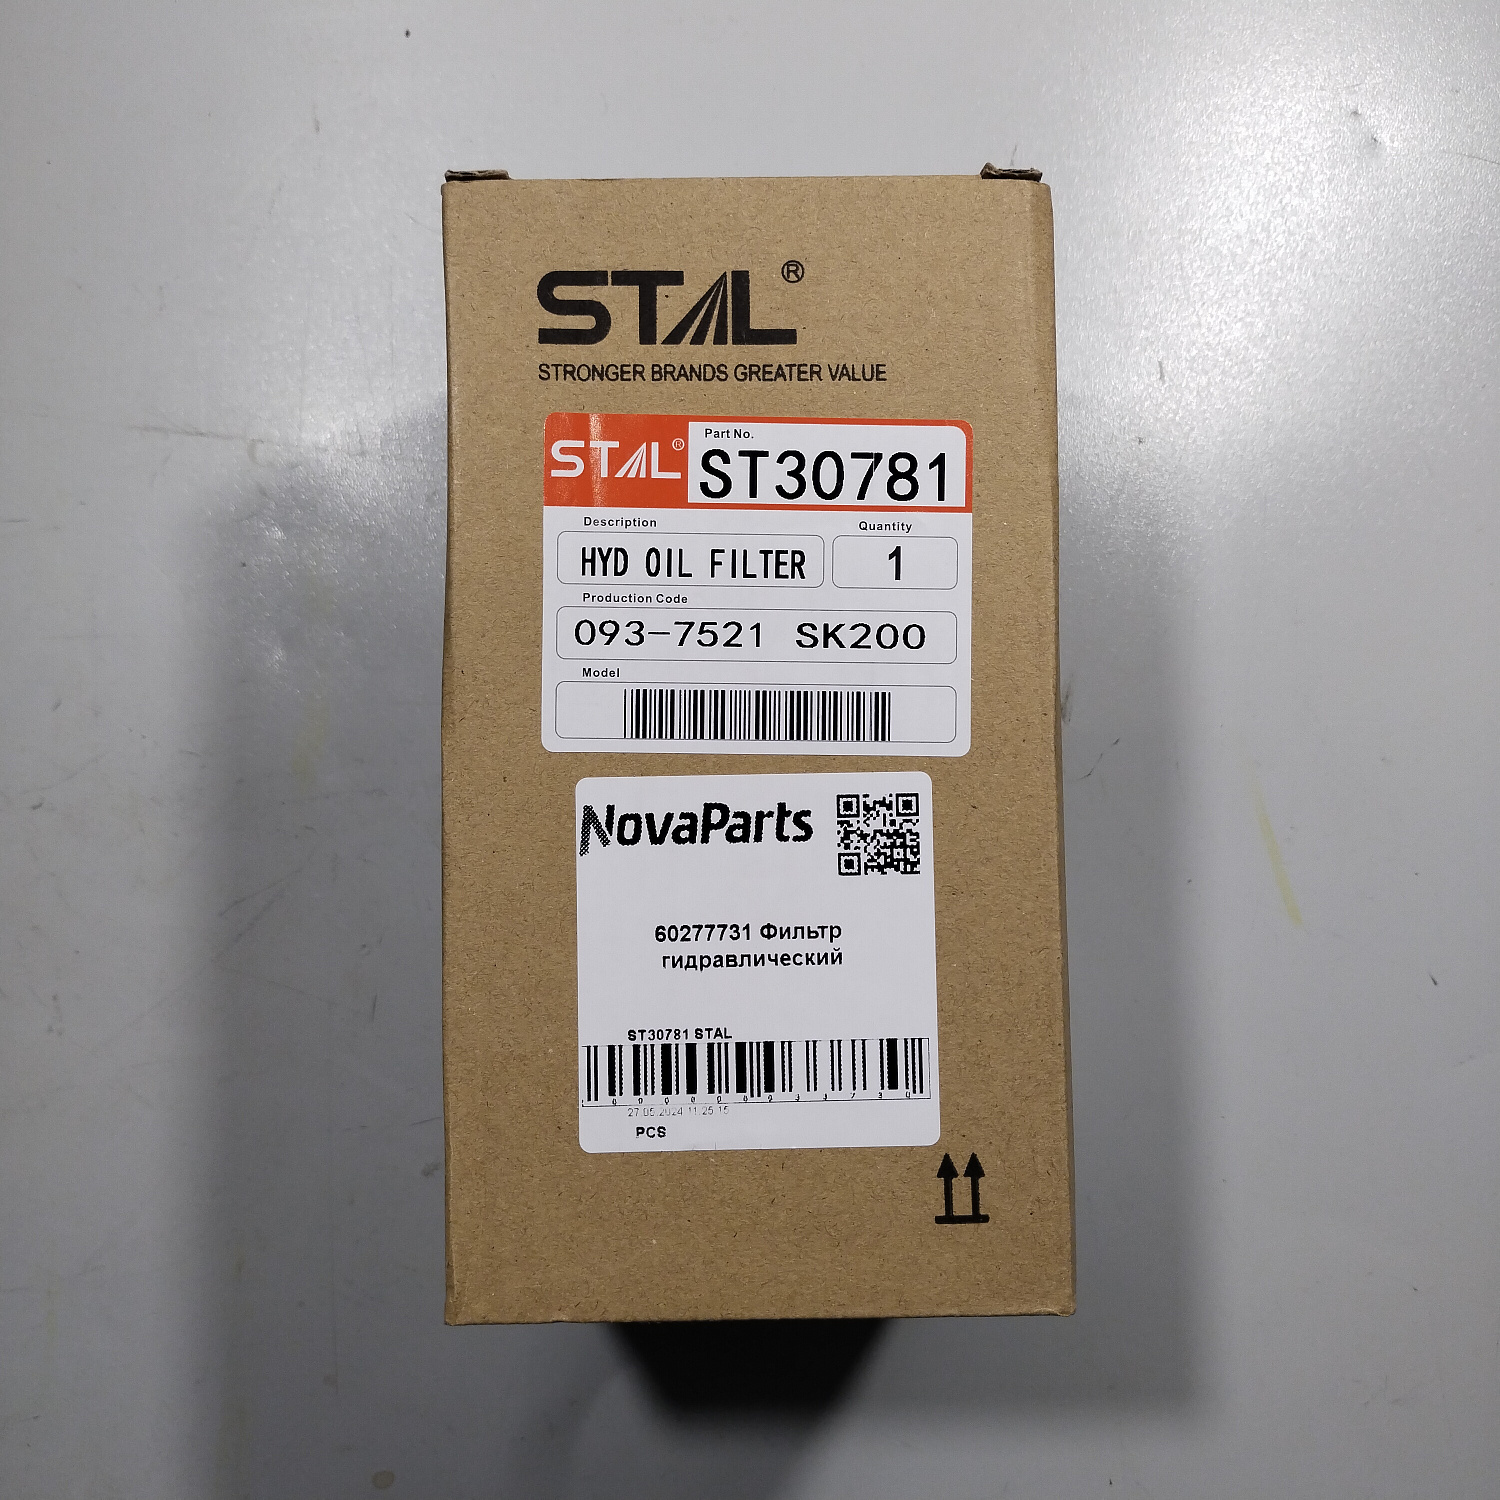 STAL®
STRONGER BRANDS GREATER VALUE
STAL®
Part No.
ST30781
Description
Quantity
HYD OIL FILTER
1
Production Code
093-7521 SK200
Model
NovaParts
60277731 Фильтр
гидравлический
ST30781 STAL
27.05.2024 11:25:15
PCS